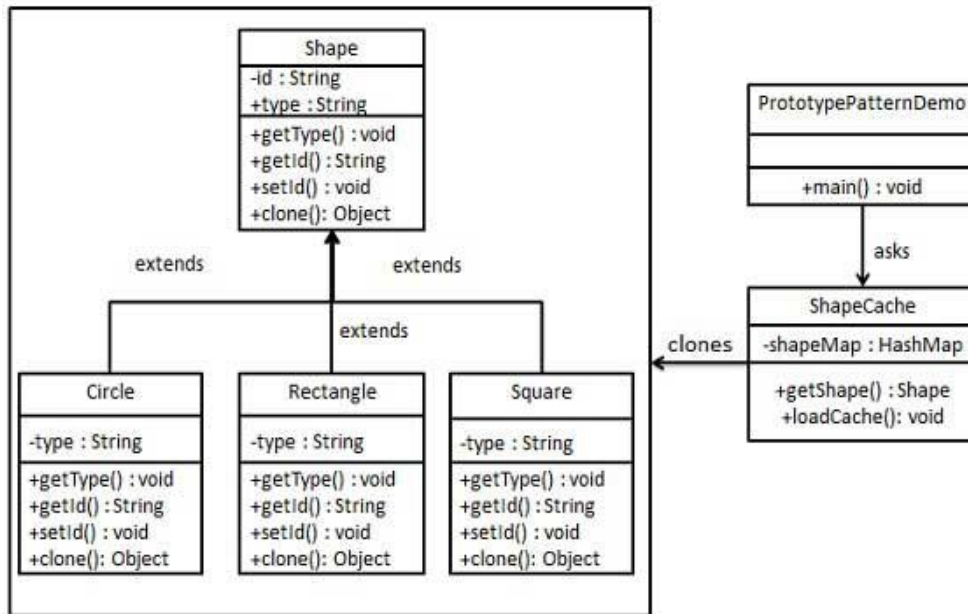 Shape
-id : String
+type : String
+getType() : void
+getId() : String
+setId() : void
+clone(): Object
extends
extends
extends
Circle
-type : String
+getType() : void
+getId() : String
+setId() : void
+clone(): Object
Rectangle
-type : String
+getType() : void
+getId() : String
+setId() : void
+clone(): Object
Square
-type : String
+getType() : void
+getId() : String
+setId() : void
+clone(): Object
PrototypePatternDemo
+main() : void
asks
ShapeCache
-shapeMap : HashMap
+getShape() : Shape
+loadCache(): void
clones